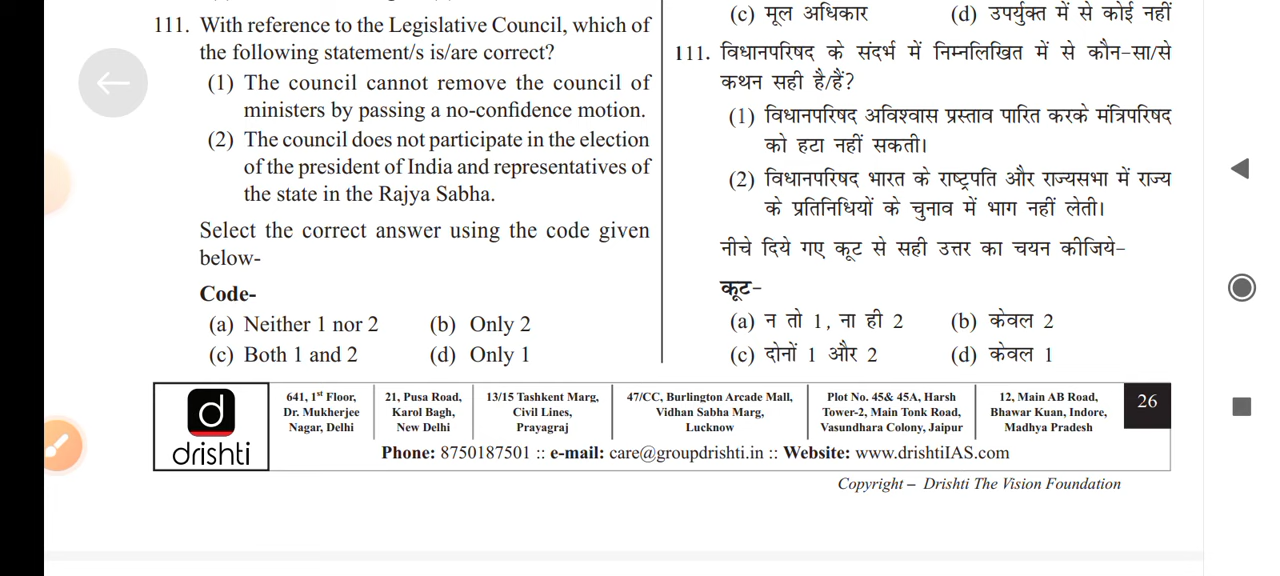 111. With reference to the Legislative Council, which of
the following statement/s is/are correct?
(1) The council cannot remove the council of
ministers by passing a no-confidence motion.
(2) The council does not participate in the election
of the president of India and representatives of
the state in the Rajya Sabha.
Select the correct answer using the code given
below-
Code-
(a) Neither 1 nor 2 (b) Only 2
(c) Both 1 and 2 (d) Only 1
(c) मूल अधिकार (d) उपर्युक्त में से कोई नहीं
111. विधानपरिषद के संदर्भ में निम्नलिखित में से कौन-सा/से
कथन सही है/हैं?
(1) विधानपरिषद अविश्वास प्रस्ताव पारित करके मंत्रिपरिषद
को हटा नहीं सकती।
(2) विधानपरिषद भारत के राष्ट्रपति और राज्यसभा में राज्य
के प्रतिनिधियों के चुनाव में भाग नहीं लेती।
नीचे दिये गए कूट से सही उत्तर का चयन कीजिये-
कूट-
(a) न तो 1, ना ही 2 (b) केवल 2
(c) दोनों 1 और 2 (d) केवल 1
d
drishti
641, 1st Floor,
Dr. Mukherjee
Nagar, Delhi
21, Pusa Road,
Karol Bagh,
New Delhi
13/15 Tashkent Marg,
Civil Lines,
Prayagraj
47/CC, Burlington Arcade Mall,
Vidhan Sabha Marg,
Lucknow
Plot No. 45& 45A, Harsh
Tower-2, Main Tonk Road,
Vasundhara Colony, Jaipur
12, Main AB Road,
Bhawar Kuan, Indore,
Madhya Pradesh
26
Phone: 8750187501 :: e-mail: care@groupdrishti.in :: Website: www.drishtiIAS.com
Copyright – Drishti The Vision Foundation